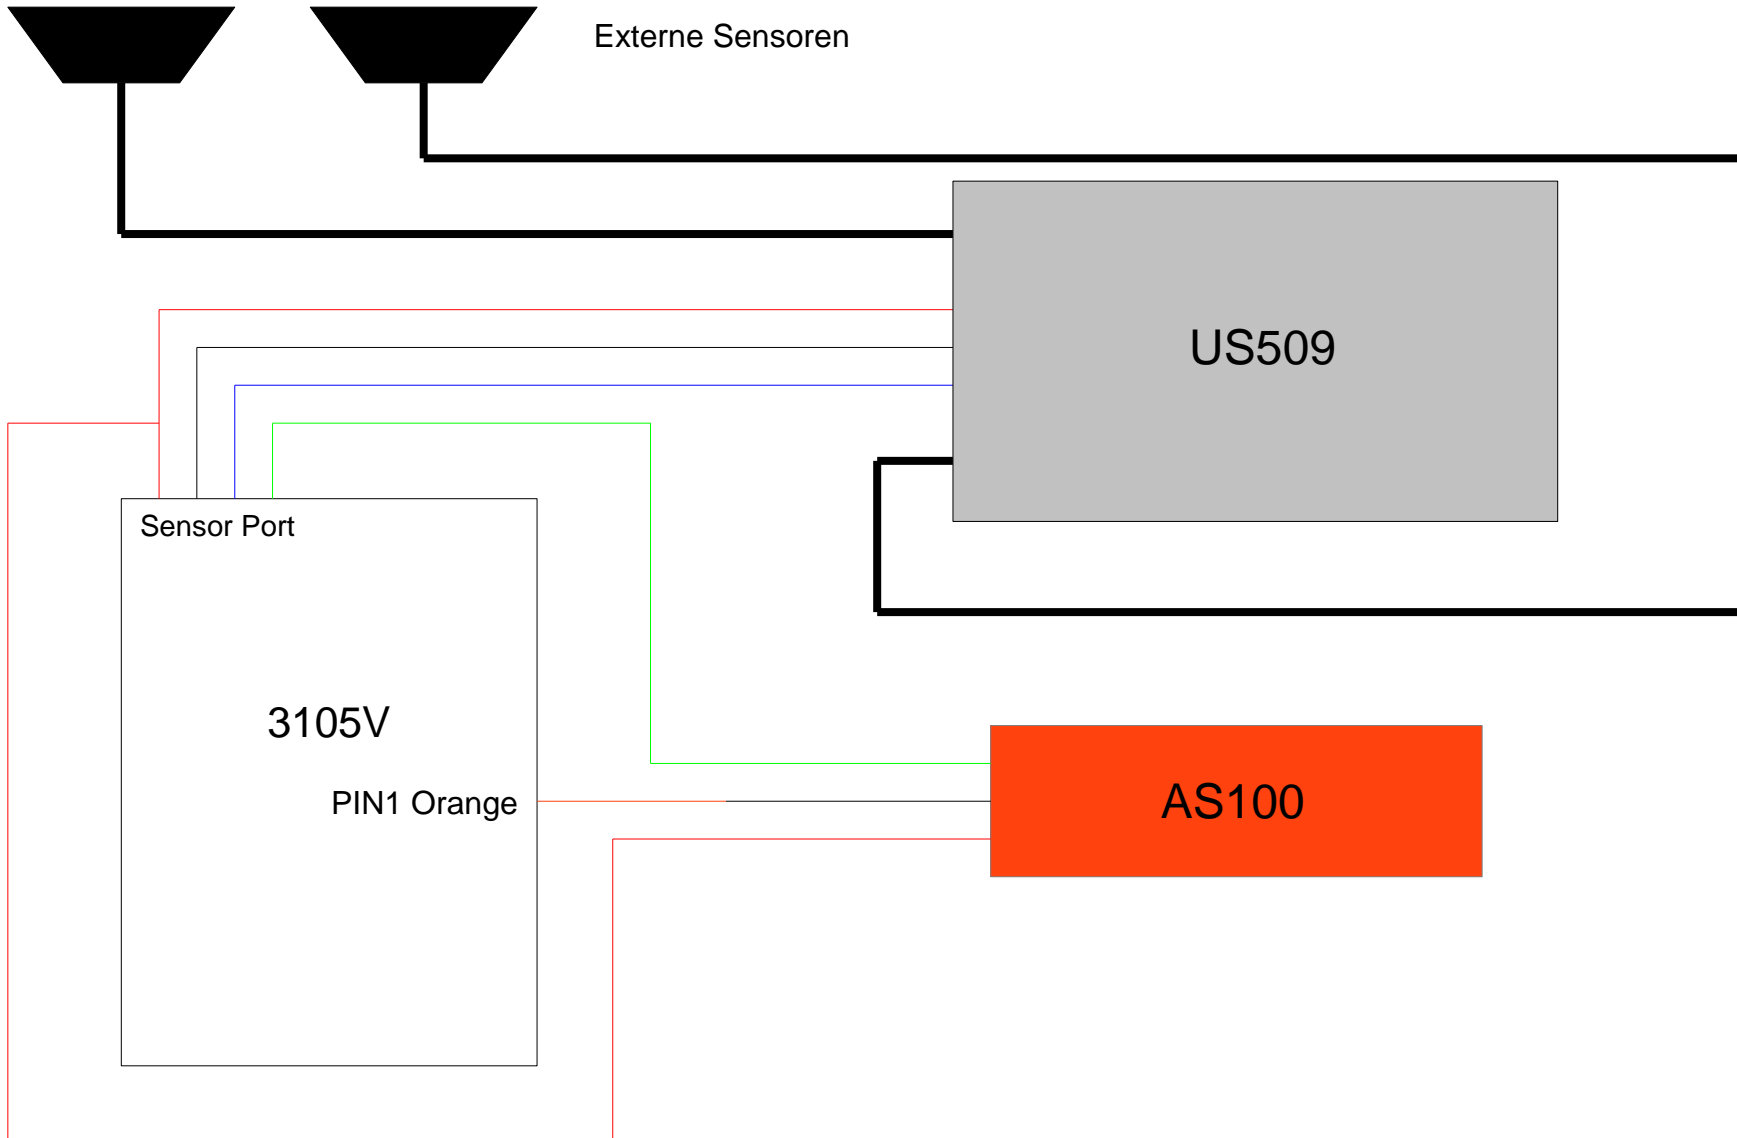 Externe Sensoren
US509
Sensor Port
3105V
PIN1 Orange
AS100